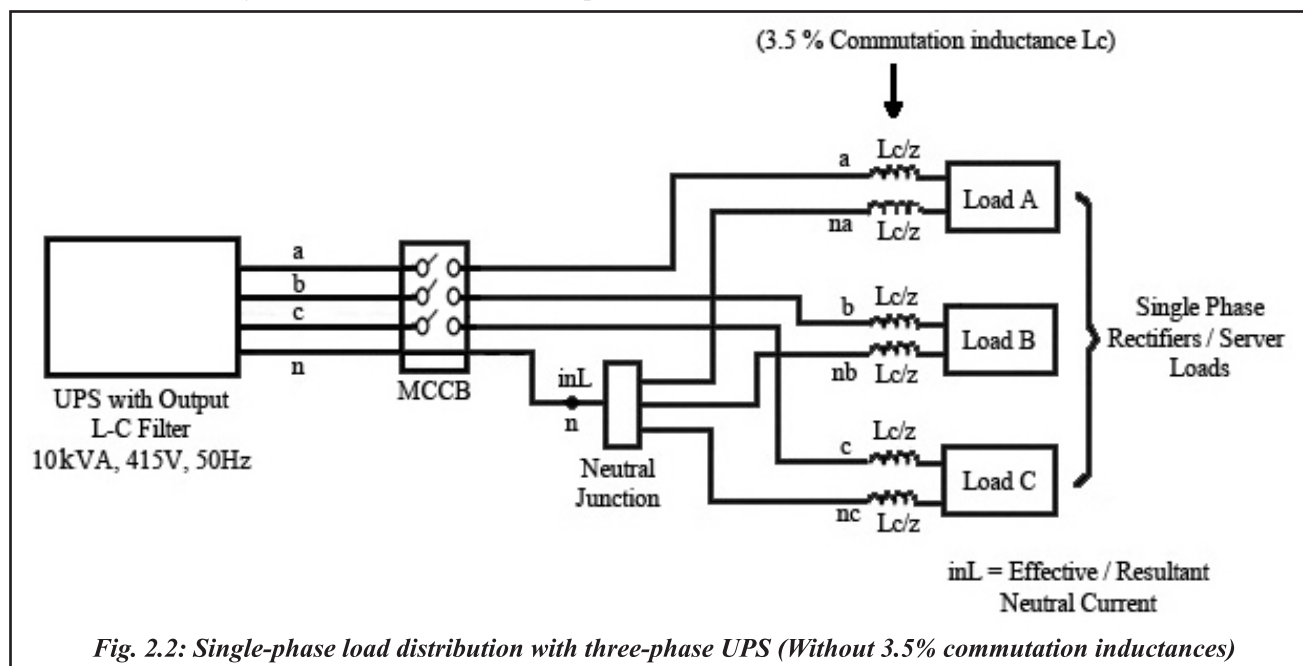 (3.5 % Commutation inductance Lc)
a
Lc/z
Load A
na
Lc/z
a
b
c
n
MCCB
UPS with Output
L-C Filter
10kVA, 415V, 50Hz
inL
n
Neutral
Junction
b
Lc/z
Load B
nb
Lc/z
c
Lc/z
Load C
nc
Lc/z
Single Phase
Rectifiers / Server
Loads
inL = Effective / Resultant
Neutral Current
Fig. 2.2: Single-phase load distribution with three-phase UPS (Without 3.5% commutation inductances)